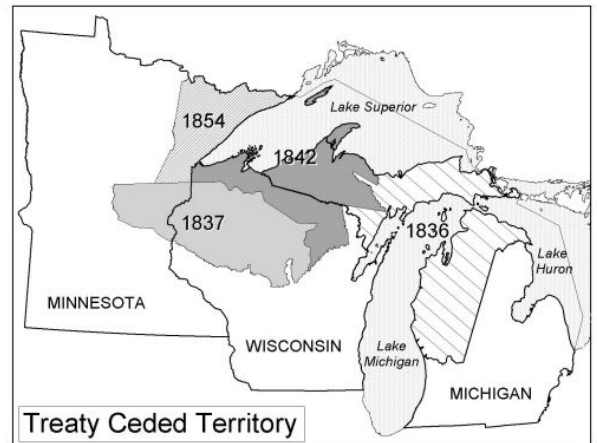 1854
Lake Superior
1842
1837
1836
Lake
Huron
MINNESOTA
WISCONSIN
Lake
Michigan
MICHIGAN
Treaty Ceded Territory